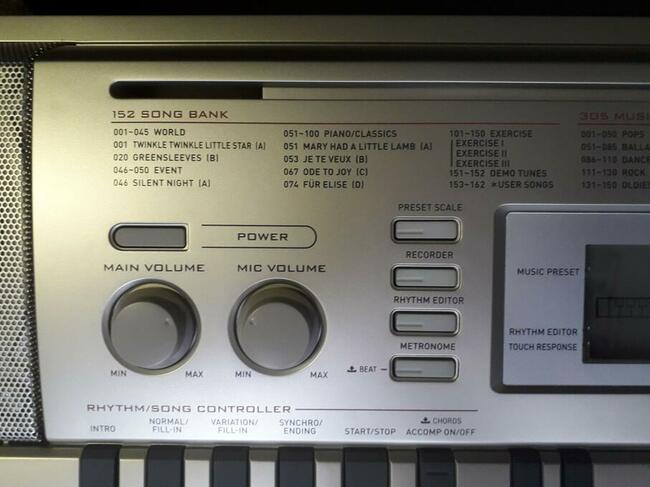 152 SONG BANK
001~045 WORLD
001 TWINKLE TWINKLE LITTLE STAR (A)
020 GREENSLEEVES (B)
046~050 EVENT
046 SILENT NIGHT (A)
051~100 PIANO/CLASSICS
051 MARY HAD A LITTLE LAMB (A)
053 JE TE VEUX (B)
067 ODE TO JOY (C)
074 FÜR ELISE (D)
101~150 EXERCISE
EXERCISE I
EXERCISE II
EXERCISE III
151~152 DEMO TUNES
153~162 *USER SONGS
305 MUSI
001~050 POPS
051~085 BALLA
086~110 DANC
111~130 ROCK
131~150 OLDIE
POWER
MAIN VOLUME
MIN MAX
MIC VOLUME
MIN MAX
PRESET SCALE
RECORDER
RHYTHM EDITOR
METRONOME
BEAT
MUSIC PRESET
RHYTHM EDITOR
TOUCH RESPONSE
RHYTHM/SONG CONTROLLER
INTRO
NORMAL/
FILL-IN
VARIATION/
FILL-IN
SYNCHRO/
ENDING
START/STOP
CHORDS
ACCOMP ON/OFF